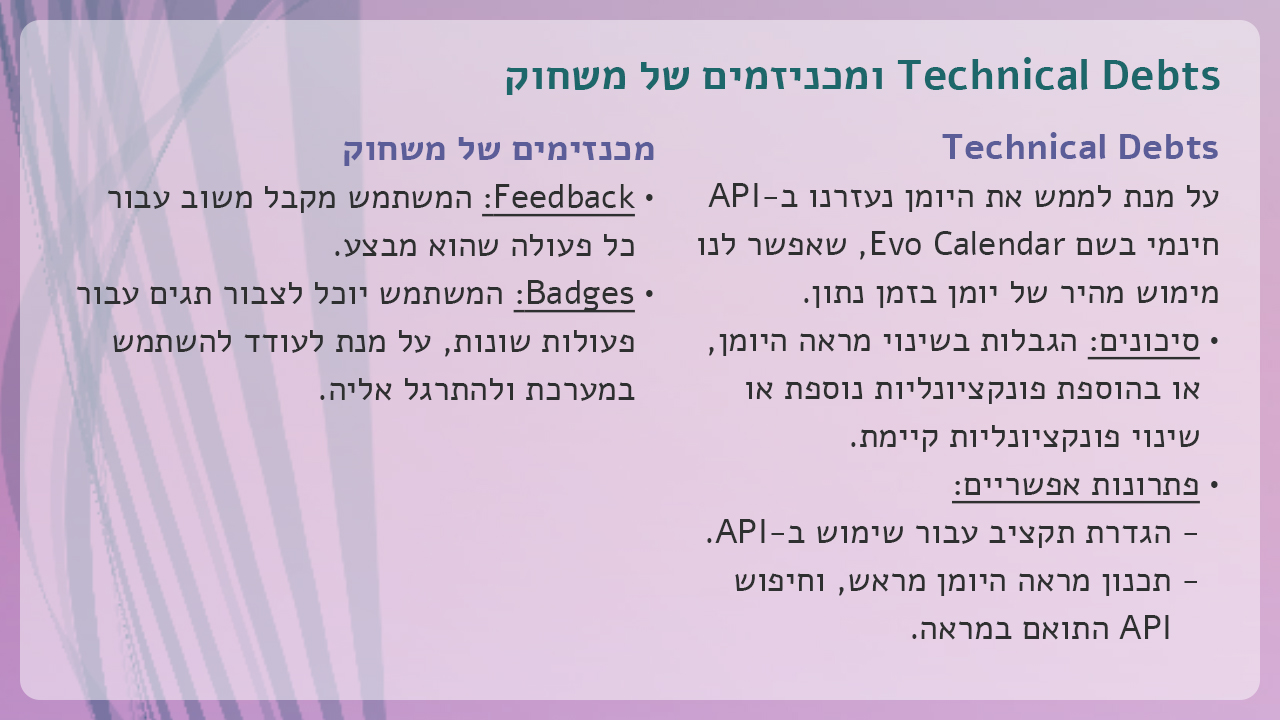 Technical Debts ומכניזמים של משחוק
Technical Debts
על מנת לממש את היומן נעזרנו ב-API
חינמי בשם Evo Calendar, שאפשר לנו
מימוש מהיר של יומן בזמן נתון.
• סיכונים: הגבלות בשינוי מראה היומן,
או בהוספת פונקציונליות נוספת או
שינוי פונקציונליות קיימת.
• פתרונות אפשריים:
- הגדרת תקציב עבור שימוש ב-API.
- תכנון מראה היומן מראש, וחיפוש
API התואם במראה.
מכנזימים של משחוק
• Feedback: המשתמש מקבל משוב עבור
כל פעולה שהוא מבצע.
• Badges: המשתמש יוכל לצבור תגים עבור
פעולות שונות, על מנת לעודד להשתמש
במערכת ולהתרגל אליה.